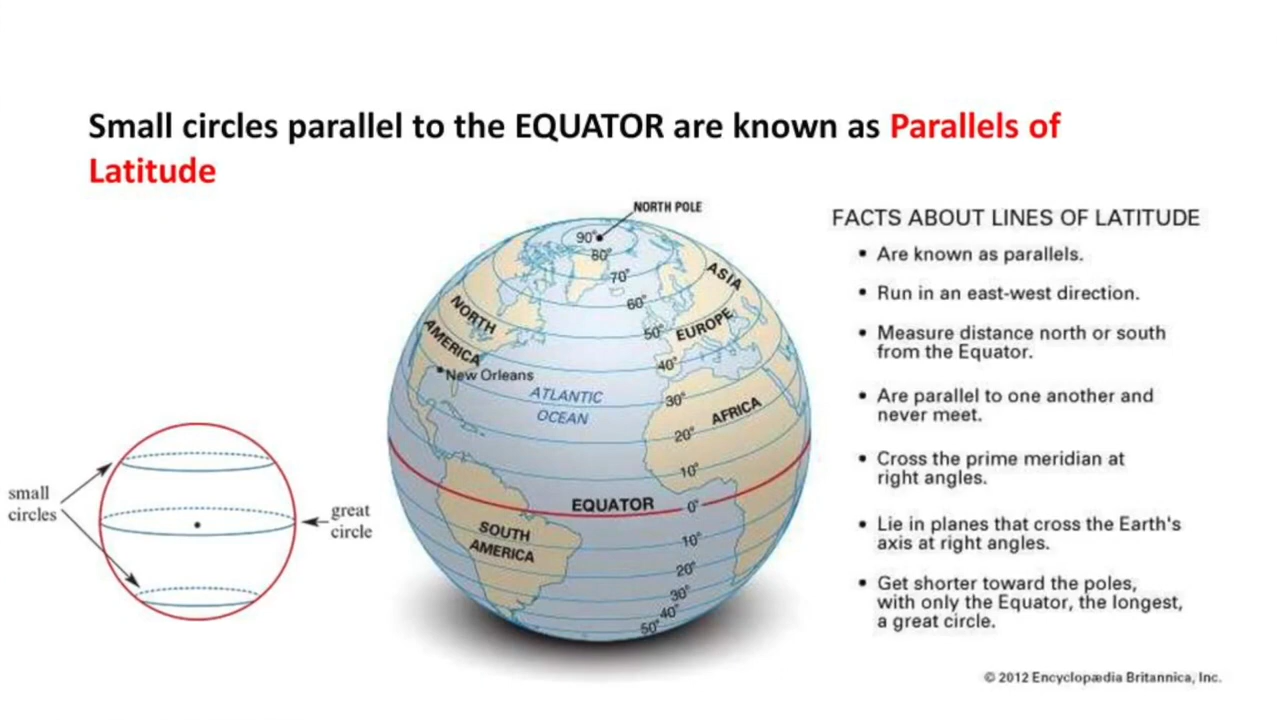 Small circles parallel to the EQUATOR are known as Parallels of
Latitude
NORTH POLE
90°
80°
70°
60°
50°
40°
30°
20°
10°
0°
10°
20°
30°
40°
50°
ASIA
NORTH
AMERICA
EUROPE
New Orleans
ATLANTIC
OCEAN
AFRICA
EQUATOR
SOUTH
AMERICA
small
circles
great
circle
FACTS ABOUT LINES OF LATITUDE
• Are known as parallels.
• Run in an east-west direction.
• Measure distance north or south
from the Equator.
• Are parallel to one another and
never meet.
• Cross the prime meridian at
right angles.
• Lie in planes that cross the Earth's
axis at right angles.
• Get shorter toward the poles,
with only the Equator, the longest,
a great circle.
© 2012 Encyclopædia Britannica, Inc.